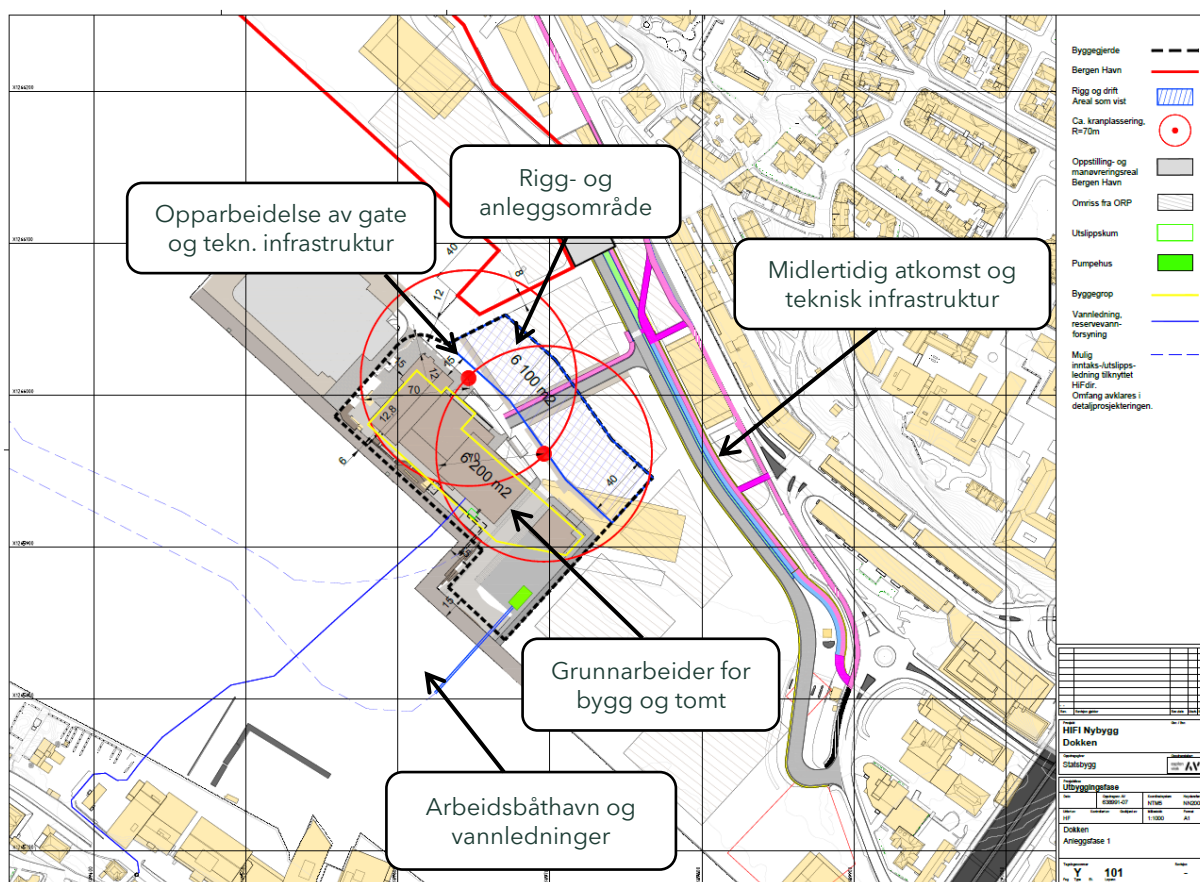 Opparbeidelse av gate
og tekn. infrastruktur
Rigg- og
anleggsområde
Midlertidig atkomst og
teknisk infrastruktur
Grunnarbeider for
bygg og tomt
Arbeidsbåthavn og
vannledninger
40
8
12
15
15
12
70
12,8
6
6 100 m2
6 200 m2
40
15
Byggegjerde
Bergen Havn
Rigg og drift
Areal som vist
Ca. kranplassering,
R=70m
Oppstilling- og
manøvreringsreal
Bergen Havn
Omriss fra ORP
Utslippskum
Pumpehus
Byggegrop
Vannledning,
reservevann-
forsyning
Mulig
inntaks-/utslipps-
ledning tilknyttet
HIFdir.
Omfang avklares i
detaljprosjekteringen.
HIFI Nybygg
Dokken
Statsbygg
Utbyggingsfase
NTM5
1:1000
A1
Dokken
Anleggsfase 1
Y 101